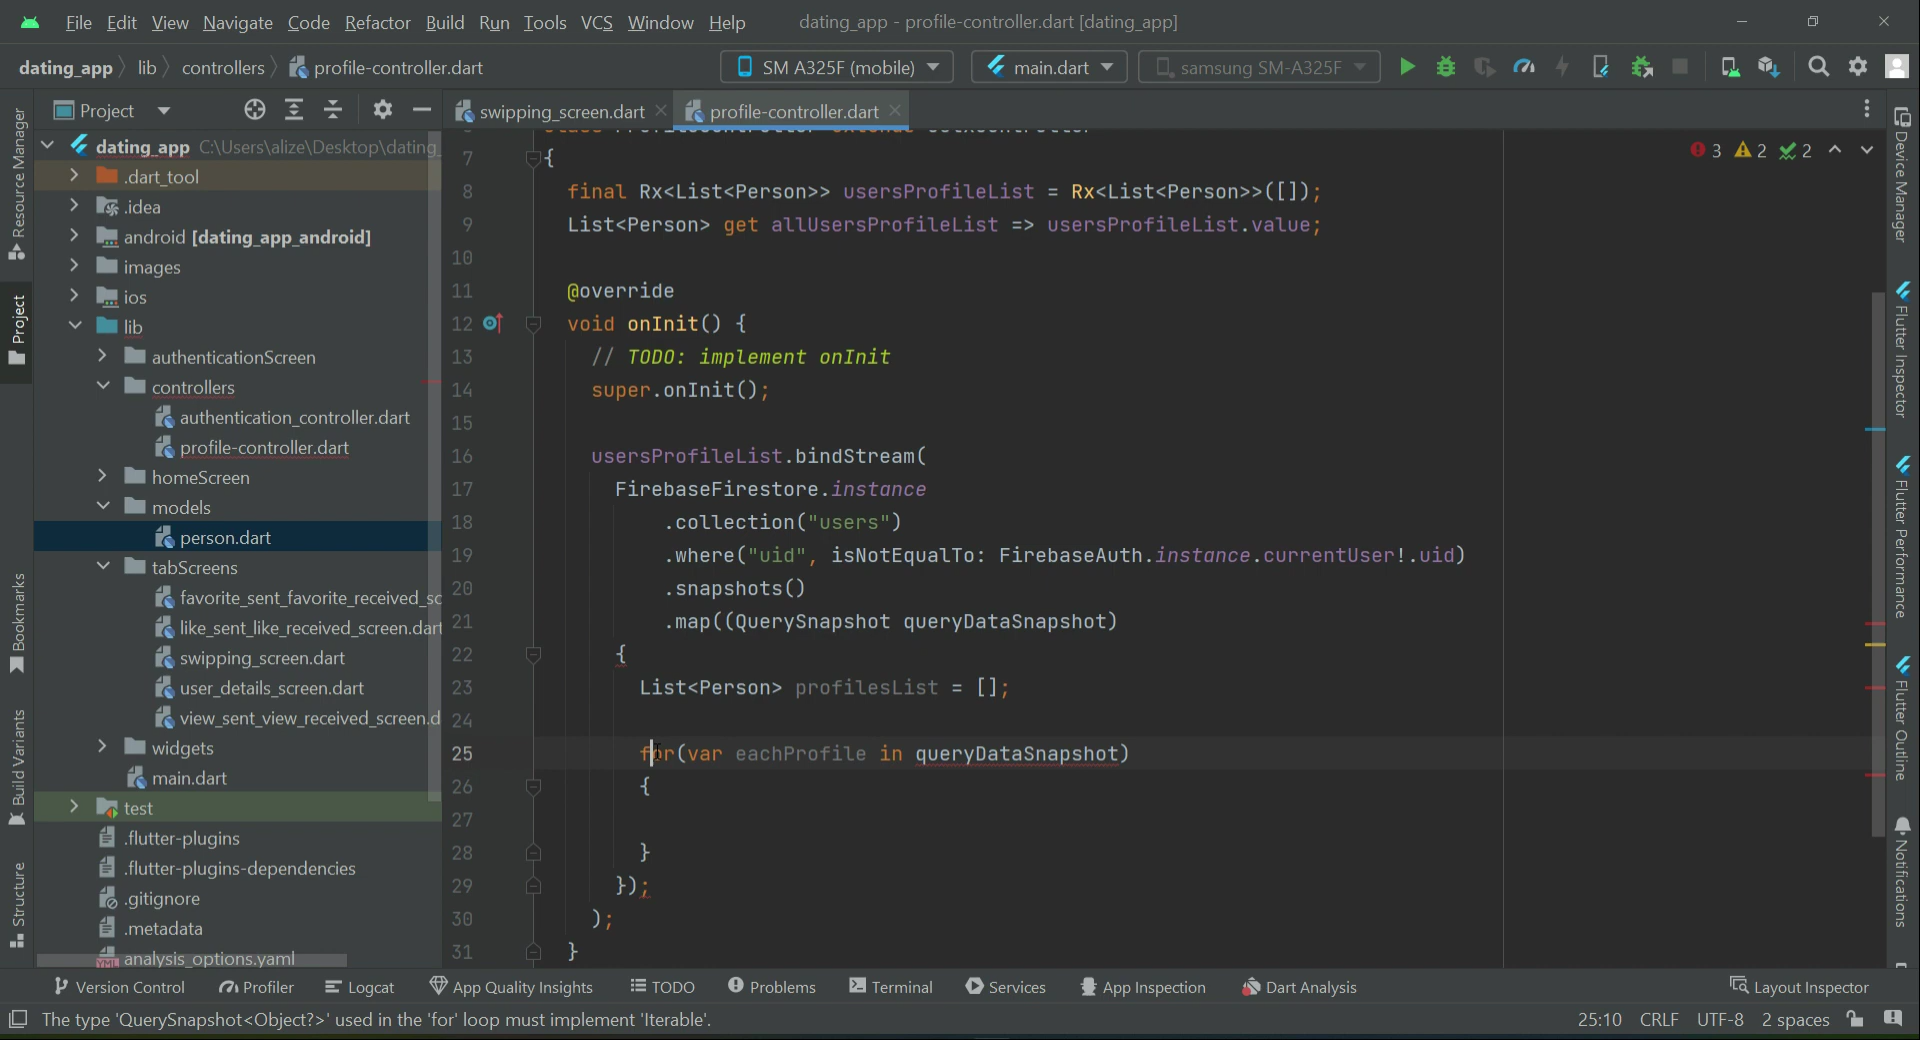 File Edit View Navigate Code Refactor Build Run Tools VCS Window Help dating_app - profile-controller.dart [dating_app]
dating_app lib controllers profile-controller.dart SM A325F (mobile) main.dart samsung SM-A325F
Project swipping_screen.dart profile-controller.dart
dating_app C:\Users\alize\Desktop\dating_
.dart_tool
.idea
android [dating_app_android]
images
ios
lib
authenticationScreen
controllers
authentication_controller.dart
profile-controller.dart
homeScreen
models
person.dart
tabScreens
favorite_sent_favorite_received_sc
like_sent_like_received_screen.dart
swipping_screen.dart
user_details_screen.dart
view_sent_view_received_screen.d
widgets
main.dart
test
.flutter-plugins
.flutter-plugins-dependencies
.gitignore
.metadata
analysis_options.yaml
3 2 2
class ProfileController extends GetxController
7 {
8 final Rx<List<Person>> usersProfileList = Rx<List<Person>>([]);
9 List<Person> get allUsersProfileList => usersProfileList.value;
10
11 @override
12 void onInit() {
13 // TODO: implement onInit
14 super.onInit();
15
16 usersProfileList.bindStream(
17 FirebaseFirestore.instance
18 .collection("users")
19 .where("uid", isNotEqualTo: FirebaseAuth.instance.currentUser!.uid)
20 .snapshots()
21 .map((QuerySnapshot queryDataSnapshot)
22 {
23 List<Person> profilesList = [];
24
25 for(var eachProfile in queryDataSnapshot)
26 {
27
28 }
29 });
30 );
31 }
Resource Manager
Project
Bookmarks
Build Variants
Structure
Device Manager
Flutter Inspector
Flutter Performance
Flutter Outline
Notifications
Version Control Profiler Logcat App Quality Insights TODO Problems Terminal Services App Inspection Dart Analysis Layout Inspector
The type 'QuerySnapshot<Object?>' used in the 'for' loop must implement 'Iterable'. 25:10 CRLF UTF-8 2 spaces